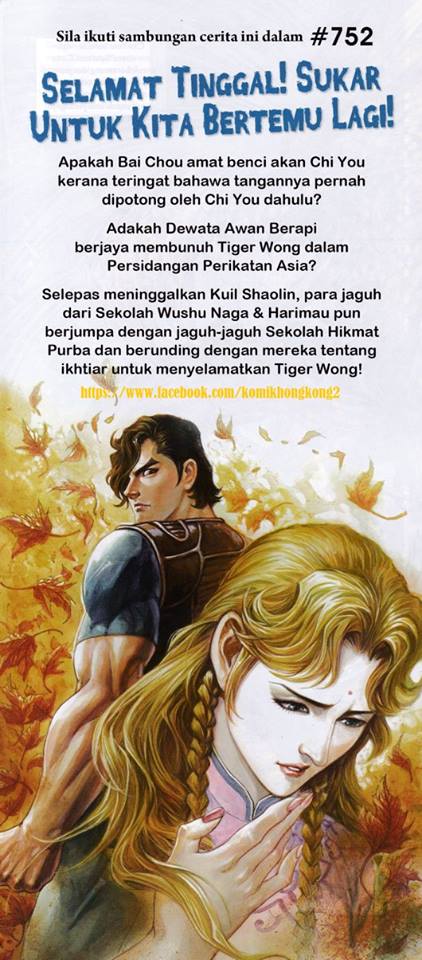 Sila ikuti sambungan cerita ini dalam #752
SELAMAT TINGGAL! SUKAR
UNTUK KITA BERTEMU LAGI!
Apakah Bai Chou amat benci akan Chi You
kerana teringat bahawa tangannya pernah
dipotong oleh Chi You dahulu?
Adakah Dewata Awan Berapi
berjaya membunuh Tiger Wong dalam
Persidangan Perikatan Asia?
Selepas meninggalkan Kuil Shaolin, para jaguh
dari Sekolah Wushu Naga & Harimau pun
berjumpa dengan jaguh-jaguh Sekolah Hikmat
Purba dan berunding dengan mereka tentang
ikhtiar untuk menyelamatkan Tiger Wong!
https://www.facebook.com/komikhongkong2